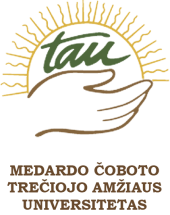 tau
MEDARDO ČOBOTO
TREČIOJO AMŽIAUS
UNIVERSITETAS